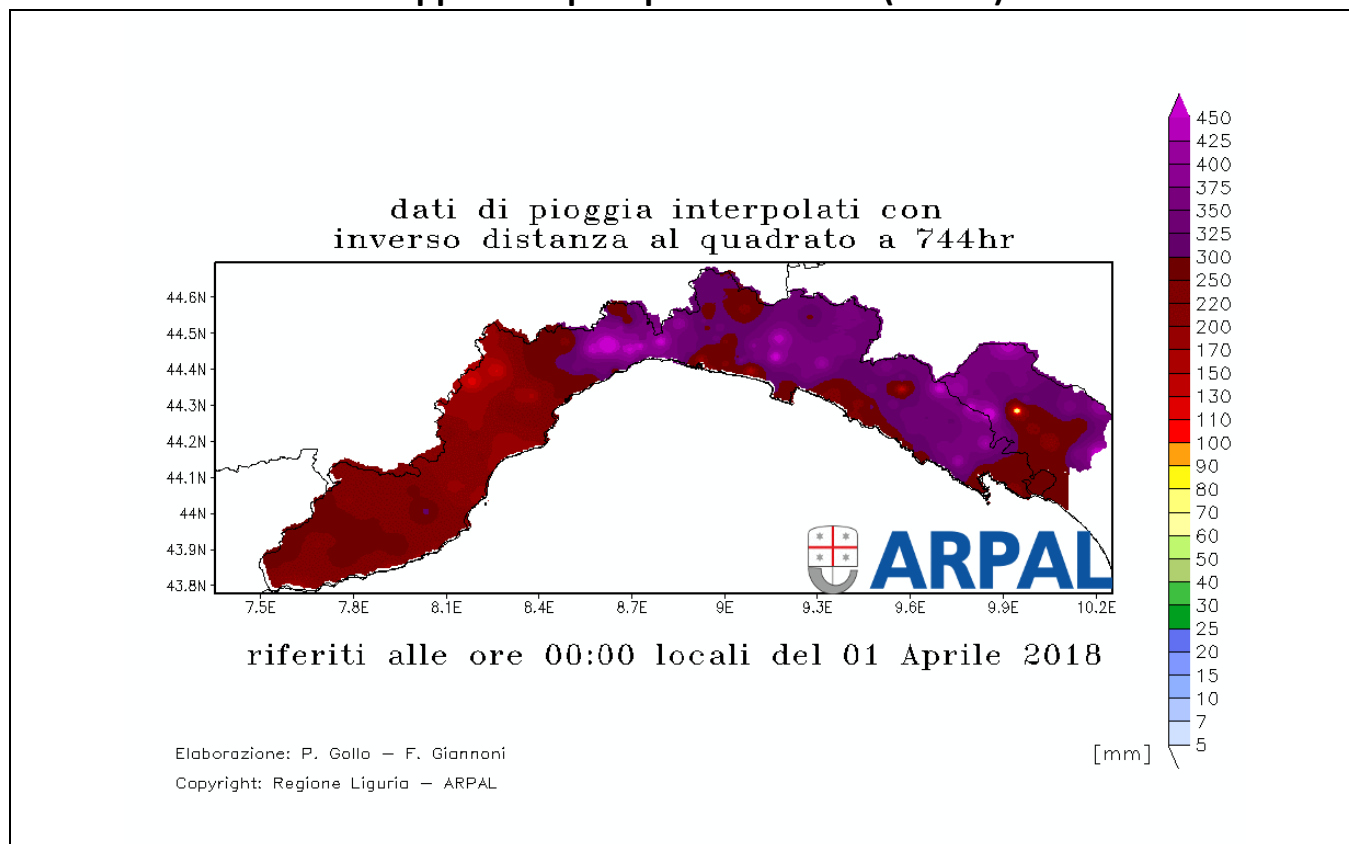 dati di pioggia interpolati con
inverso distanza al quadrato a 744hr
44.6N
44.5N
44.4N
44.3N
44.2N
44.1N
44N
43.9N
43.8N
7.5E 7.8E 8.1E 8.4E 8.7E 9E 9.3E 9.6E 9.9E 10.2E
ARPAL
riferiti alle ore 00:00 locali del 01 Aprile 2018
450
425
400
375
350
325
300
250
220
200
170
150
130
110
100
90
80
70
60
50
40
30
25
20
15
10
7
5
[mm]
Elaborazione: P. Gollo – F. Giannoni
Copyright: Regione Liguria – ARPAL